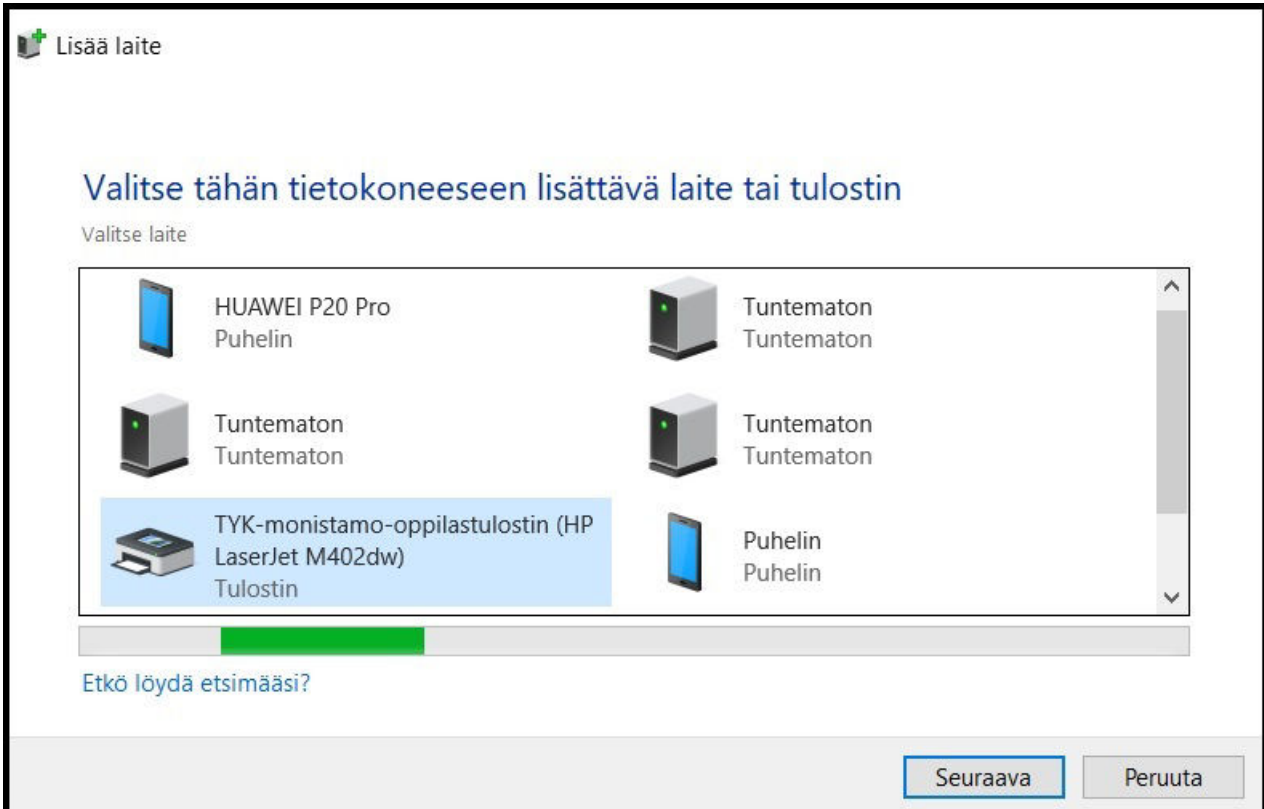 Lisää laite
Valitse tähän tietokoneeseen lisättävä laite tai tulostin
Valitse laite
HUAWEI P20 Pro
Puhelin
Tuntematon
Tuntematon
Tuntematon
Tuntematon
Tuntematon
Tuntematon
TYK-monistamo-oppilastulostin (HP
LaserJet M402dw)
Tulostin
Puhelin
Puhelin
Etkö löydä etsimääsi?
Seuraava
Peruuta